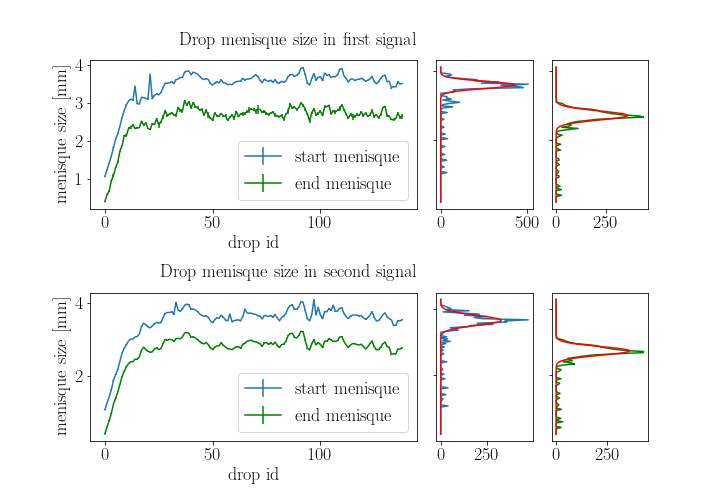 Drop menisque size in first signal
menisque size [mm]
4
3
2
1
start menisque
end menisque
0
50
100
drop id
0
500
0
250
Drop menisque size in second signal
menisque size [mm]
4
2
start menisque
end menisque
0
50
100
drop id
0
250
0
250